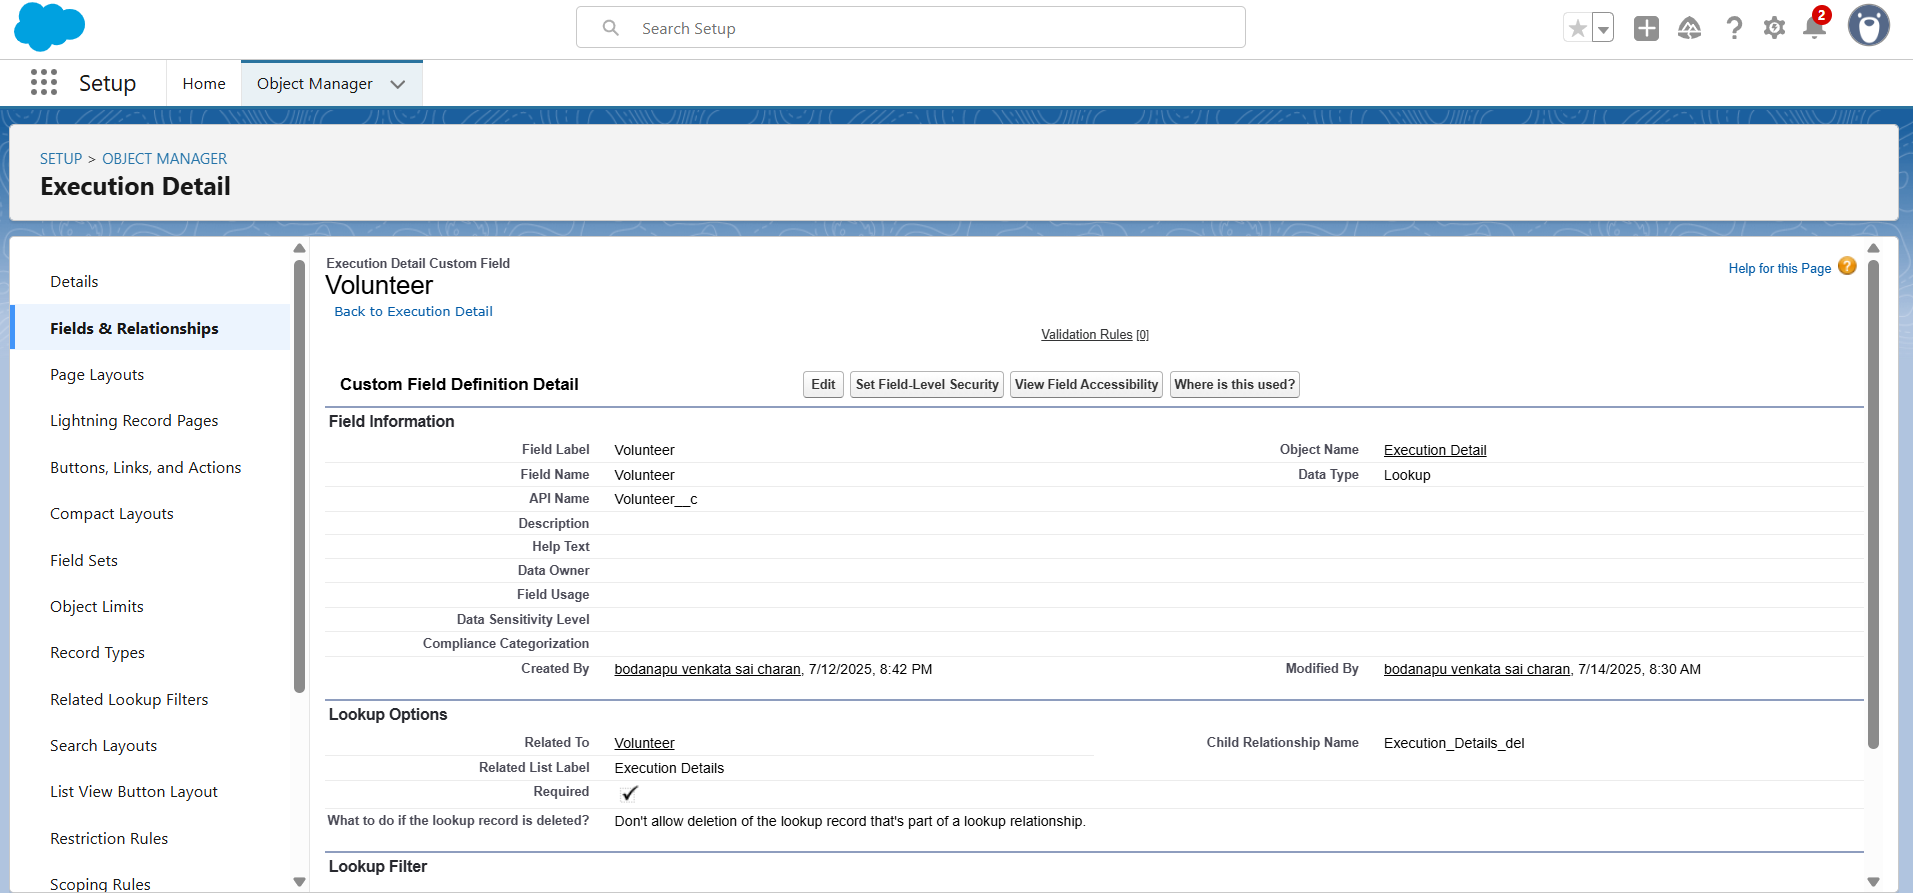 Search Setup
2
Setup
Home
Object Manager
SETUP > OBJECT MANAGER
Execution Detail
Details
Fields & Relationships
Page Layouts
Lightning Record Pages
Buttons, Links, and Actions
Compact Layouts
Field Sets
Object Limits
Record Types
Related Lookup Filters
Search Layouts
List View Button Layout
Restriction Rules
Scoping Rules
Execution Detail Custom Field
Volunteer
Back to Execution Detail
Help for this Page ?
Validation Rules [0]
Custom Field Definition Detail
Edit
Set Field-Level Security
View Field Accessibility
Where is this used?
Field Information
Field Label Volunteer
Object Name Execution Detail
Field Name Volunteer
Data Type Lookup
API Name Volunteer__c
Description
Help Text
Data Owner
Field Usage
Data Sensitivity Level
Compliance Categorization
Created By bodanapu venkata sai charan, 7/12/2025, 8:42 PM
Modified By bodanapu venkata sai charan, 7/14/2025, 8:30 AM
Lookup Options
Related To Volunteer
Child Relationship Name Execution_Details_del
Related List Label Execution Details
Required
What to do if the lookup record is deleted? Don't allow deletion of the lookup record that's part of a lookup relationship.
Lookup Filter